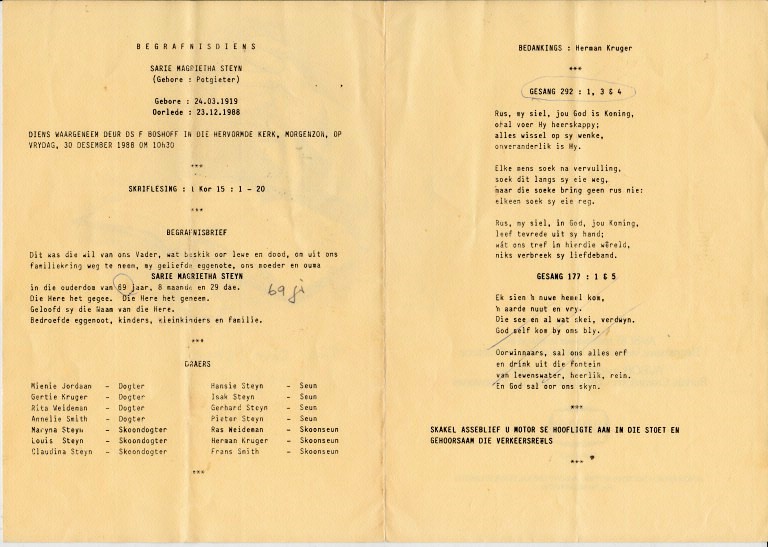 BEGRAFNISDIENS
SARIE MAGRIETHA STEYN
(Gebore : Potgieter)
Gebore : 24.03.1919
Oorlede : 23.12.1988
DIENS WAARGENEEM DEUR DS F BOSHOFF IN DIE HERVORMDE KERK, MORGENZON, OP
VRYDAG, 30 DESEMBER 1988 OM 10h30
***
SKRIFLESING : 1 Kor 15 : 1 - 20
***
BEGRAFNISBRIEF
Dit was die wil van ons Vader, wat beskik oor lewe en dood, om uit ons
familiekring weg te neem, my geliefde eggenote, ons moeder en ouma
SARIE MAGRIETHA STEYN
in die ouderdom van 69 jaar, 8 maande en 29 dae.
69 
Die Here het gegee. Die Here het geneem.
Geloofd sy die Naam van die Here.
Bedroefde eggenoot, kinders, kleinkinders en familie.
***
DRAERS
Mienie Jordaan - Dogter Hansie Steyn - Seun
Gertie Kruger - Dogter Isak Steyn - Seun
Rita Weideman - Dogter Gerhard Steyn - Seun
Annelie Smith - Dogter Pieter Steyn - Seun
Maryna Steyn - Skoondogter Ras Weideman - Skoonseun
Louis Steyn - Skoondogter Herman Kruger - Skoonseun
Claudina Steyn - Skoondogter Frans Smith - Skoonseun
***
BEDANKINGS : Herman Kruger
***
GESANG 292 : 1, 3 & 4
Rus, my siel, jou God is Koning,
oral voer Hy heerskappy;
alles wissel op sy wenke,
onveranderlik is Hy.
Elke mens soek na vervulling,
soek dit langs sy eie weg,
maar die soeke bring geen rus nie:
elkeen soek sy eie reg.
Rus, my siel, in God, jou Koning,
leef tevrede uit sy hand;
wát ons tref in hierdie wêreld,
niks verbreek sy liefdeband.
GESANG 177 : 1 & 5
Ek sien 'n nuwe hemel kom,
'n aarde nuut en vry.
Die see en al wat skei, verdwyn.
God self kom by ons bly.
Oorwinnaars, sal ons alles erf
en drink uit die fontein
van lewenswater, heerlik, rein.
En God sal oor ons skyn.
***
SKAKEL ASSEBLIEF U MOTOR SE HOOFLIGTE AAN IN DIE STOET EN
GEHOORSAAM DIE VERKEERSREËLS
***